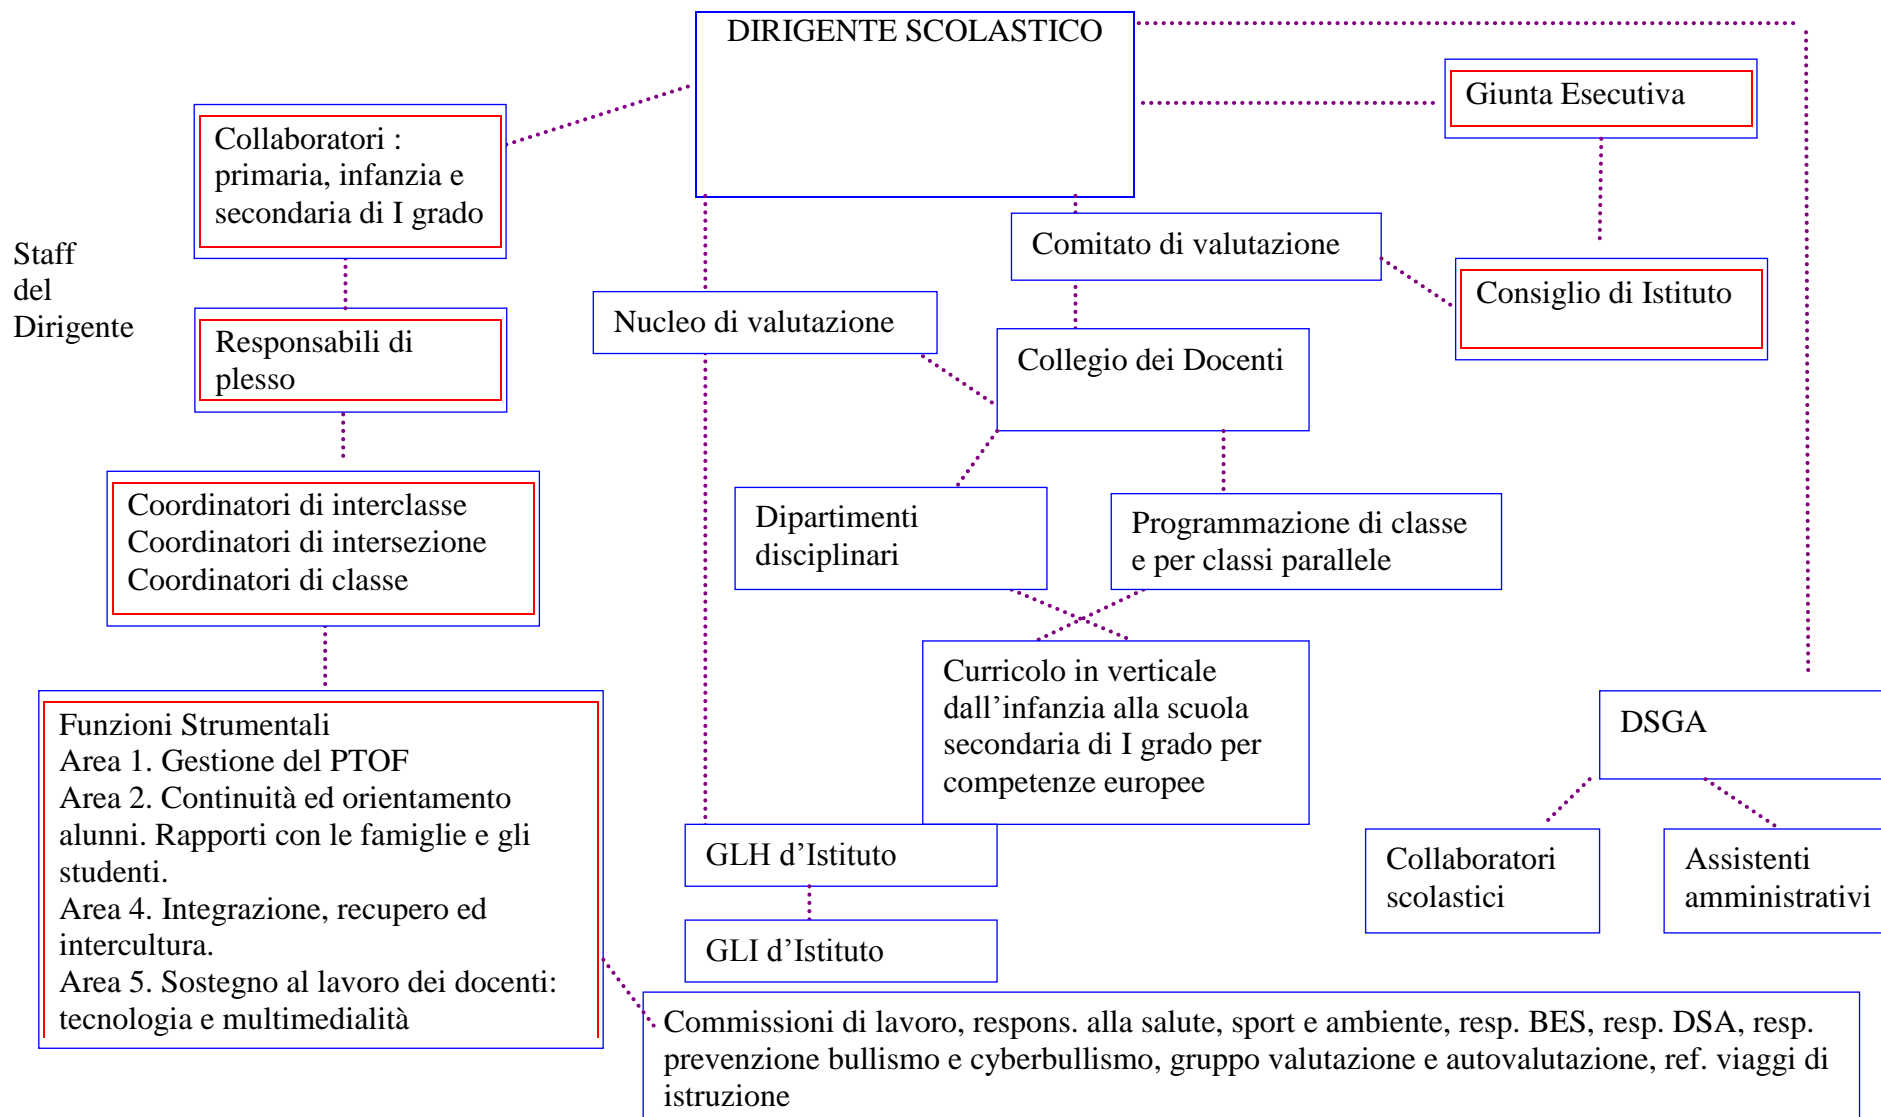 DIRIGENTE SCOLASTICO
Giunta Esecutiva
Collaboratori :
primaria, infanzia e
secondaria di I grado
Staff
del
Dirigente
Comitato di valutazione
Consiglio di Istituto
Nucleo di valutazione
Responsabili di
plesso
Collegio dei Docenti
Coordinatori di interclasse
Coordinatori di intersezione
Coordinatori di classe
Dipartimenti
disciplinari
Programmazione di classe
e per classi parallele
Curricolo in verticale
dall’infanzia alla scuola
secondaria di I grado per
competenze europee
DSGA
Funzioni Strumentali
Area 1. Gestione del PTOF
Area 2. Continuità ed orientamento
alunni. Rapporti con le famiglie e gli
studenti.
Area 4. Integrazione, recupero ed
intercultura.
Area 5. Sostegno al lavoro dei docenti:
tecnologia e multimedialità
GLH d’Istituto
GLI d’Istituto
Collaboratori
scolastici
Assistenti
amministrativi
Commissioni di lavoro, respons. alla salute, sport e ambiente, resp. BES, resp. DSA, resp.
prevenzione bullismo e cyberbullismo, gruppo valutazione e autovalutazione, ref. viaggi di
istruzione